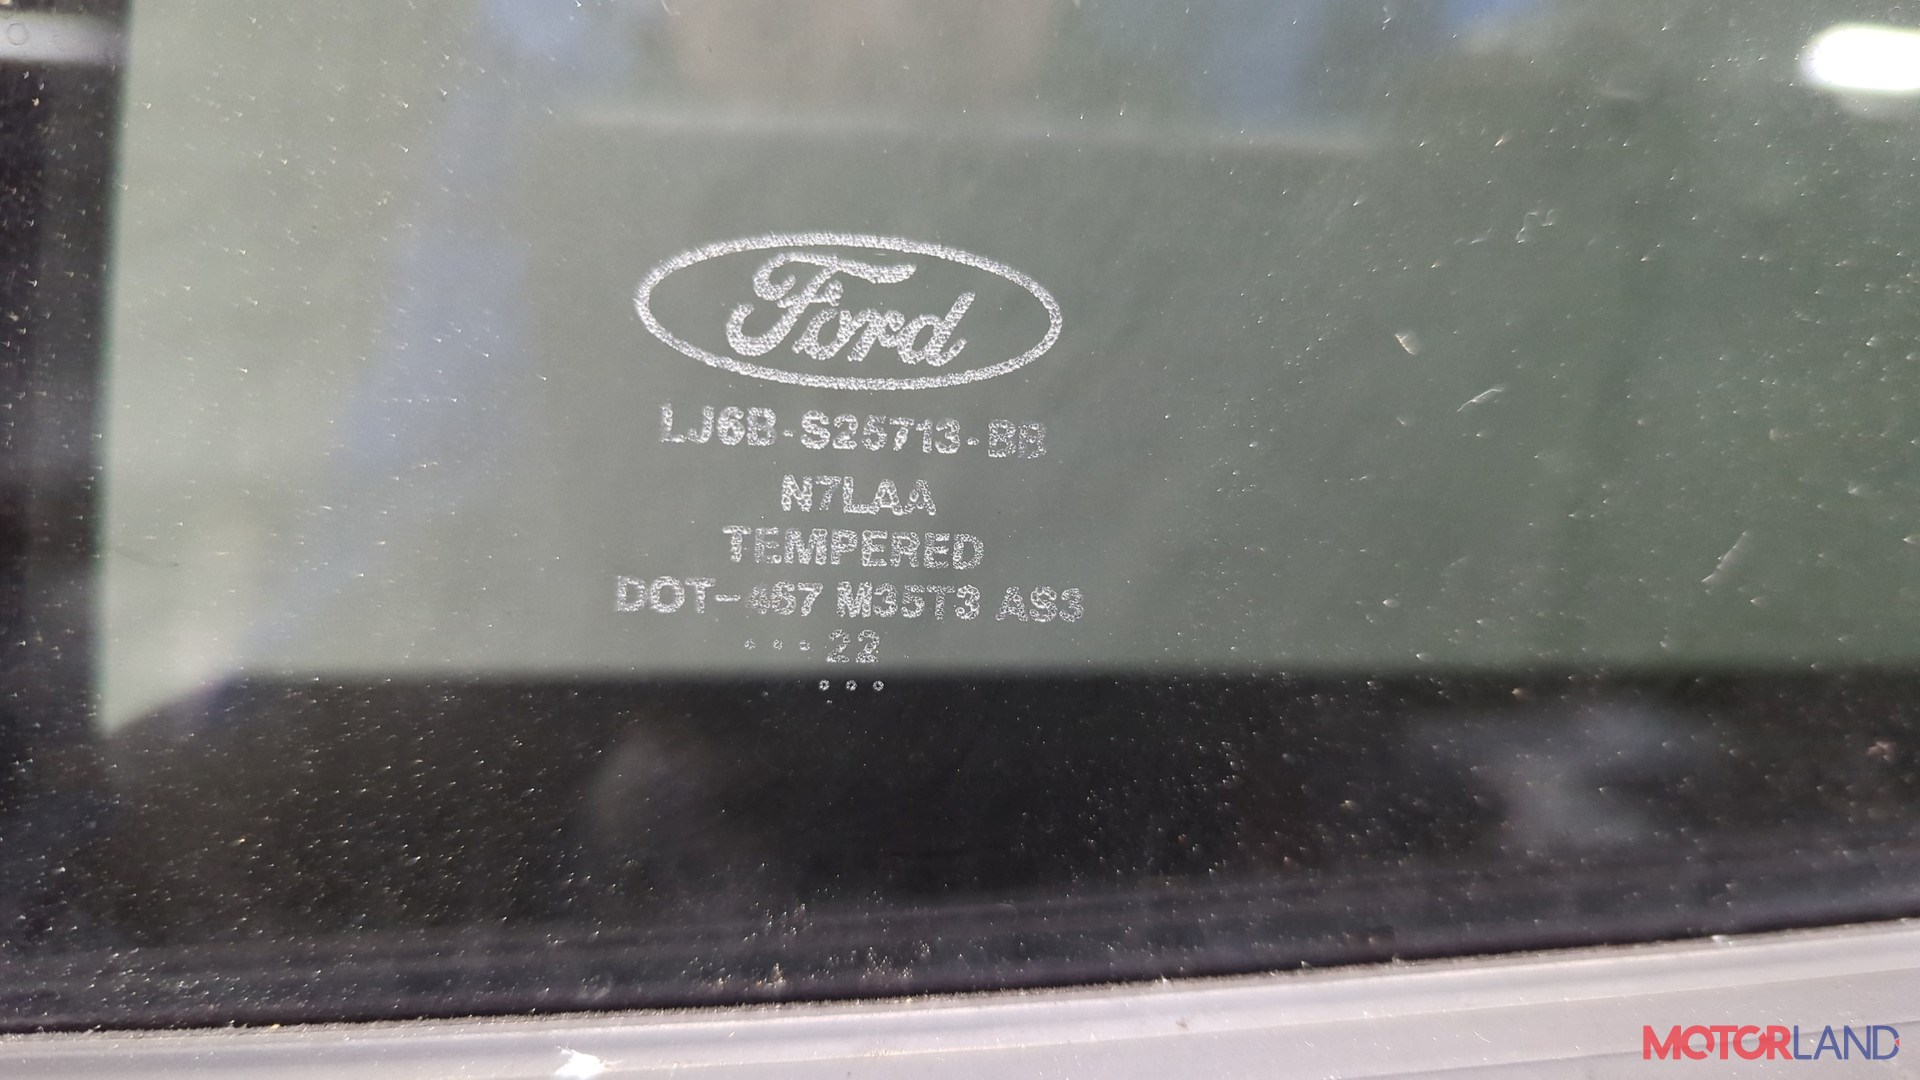 Ford
LJ6B-S25713-BB
N7LAA
TEMPERED
DOT-467 M35T3 AS3
...22
...
MOTORLAND